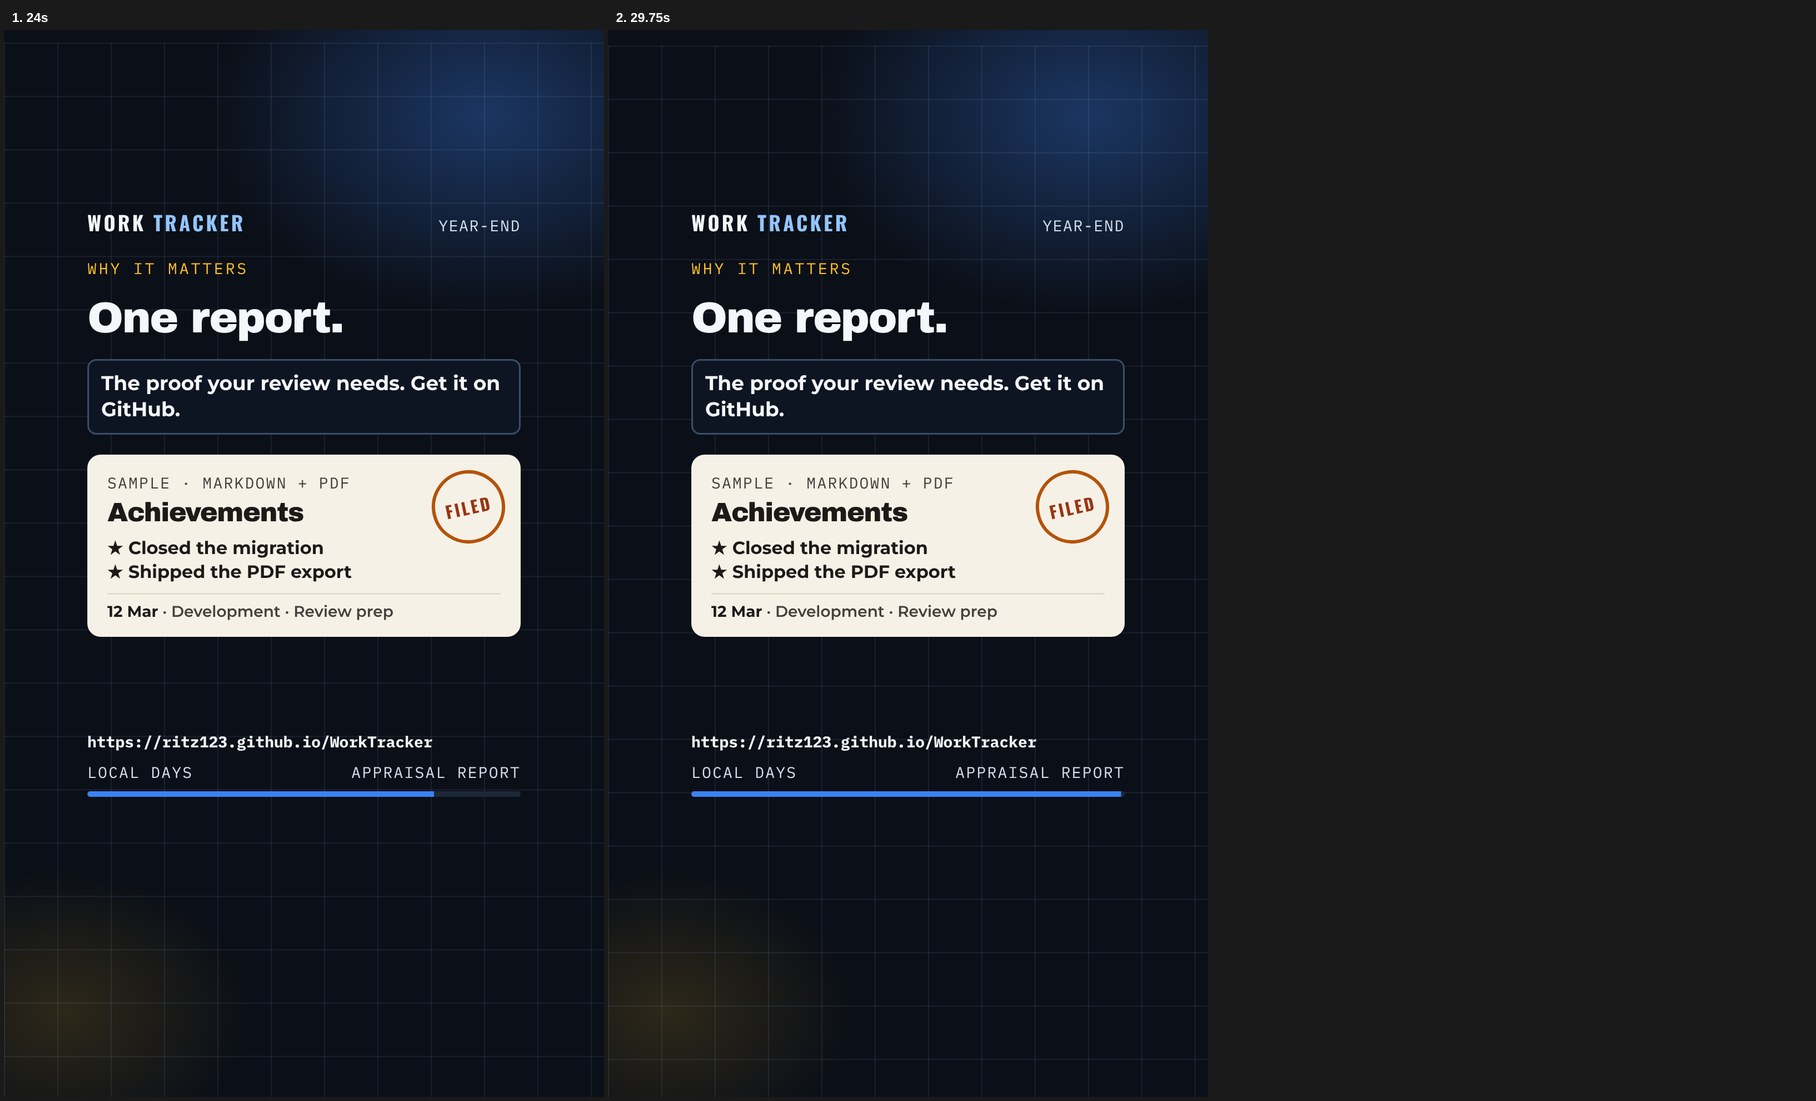 1. 24s
WORK TRACKER
YEAR-END
WHY IT MATTERS
One report.
The proof your review needs. Get it on
GitHub.
SAMPLE · MARKDOWN + PDF
Achievements
FILED
★ Closed the migration
★ Shipped the PDF export
12 Mar · Development · Review prep
https://ritz123.github.io/WorkTracker
LOCAL DAYS
APPRAISAL REPORT
2. 29.75s
WORK TRACKER
YEAR-END
WHY IT MATTERS
One report.
The proof your review needs. Get it on
GitHub.
SAMPLE · MARKDOWN + PDF
Achievements
FILED
★ Closed the migration
★ Shipped the PDF export
12 Mar · Development · Review prep
https://ritz123.github.io/WorkTracker
LOCAL DAYS
APPRAISAL REPORT